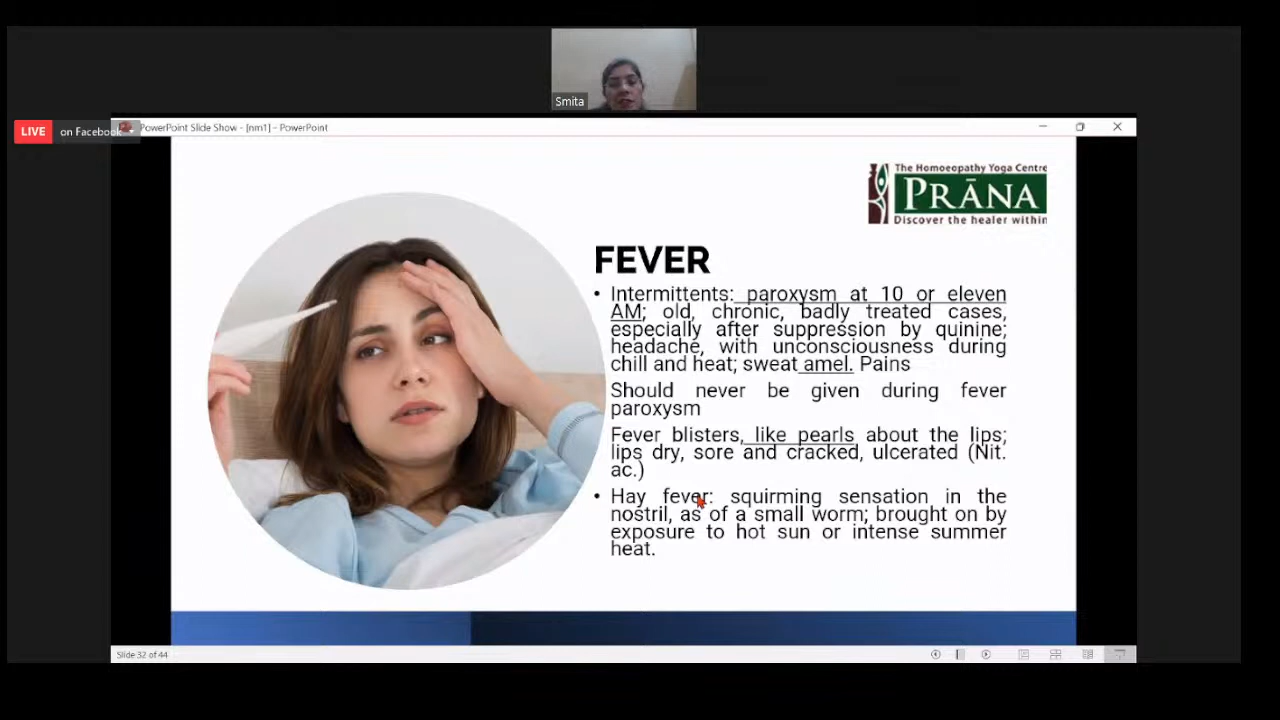 Smita
LIVE on Facebook
PowerPoint Slide Show - [nm1] - PowerPoint
The Homoeopathy Yoga Centre
PRĀNA
Discover the healer within
FEVER
• Intermittents: paroxysm at 10 or eleven
AM; old, chronic, badly treated cases,
especially after suppression by quinine;
headache, with unconsciousness during
chill and heat; sweat amel. Pains
Should never be given during fever
paroxysm
Fever blisters, like pearls about the lips;
lips dry, sore and cracked, ulcerated (Nit.
ac.)
• Hay fever: squirming sensation in the
nostril, as of a small worm; brought on by
exposure to hot sun or intense summer
heat.
Slide 32 of 44